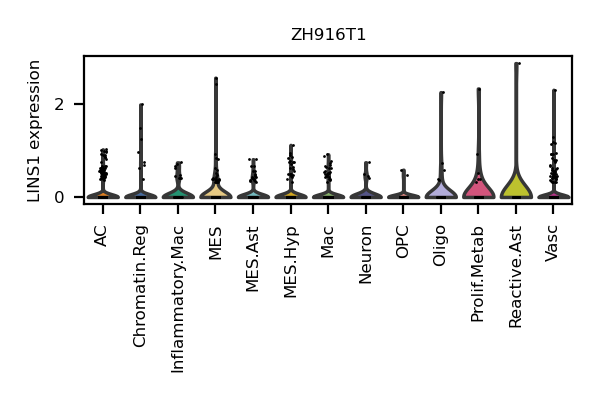 ZH916T1
LINS1 expression
2
0
AC
Chromatin.Reg
Inflammatory.Mac
MES
MES.Ast
MES.Hyp
Mac
Neuron
OPC
Oligo
Prolif.Metab
Reactive.Ast
Vasc